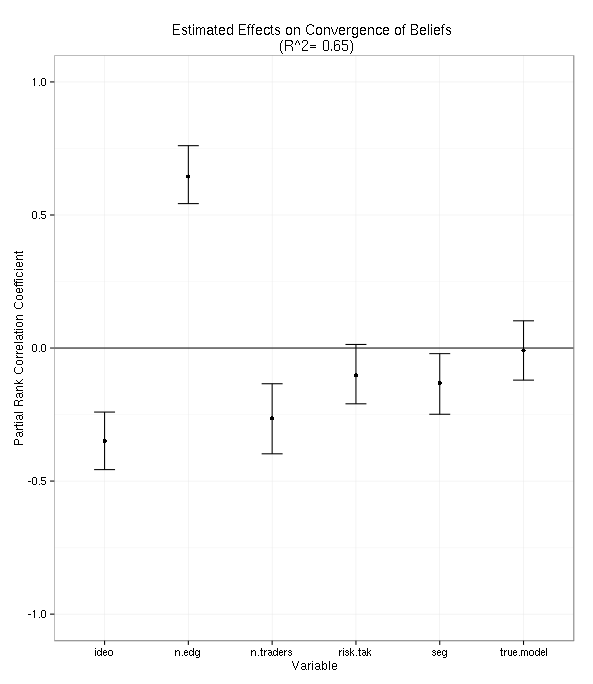 Estimated Effects on Convergence of Beliefs
(R^2= 0.65)
Partial Rank Correlation Coefficient
1.0
0.5
0.0
-0.5
-1.0
ideo n.edg n.traders risk.tak seg true.model
Variable